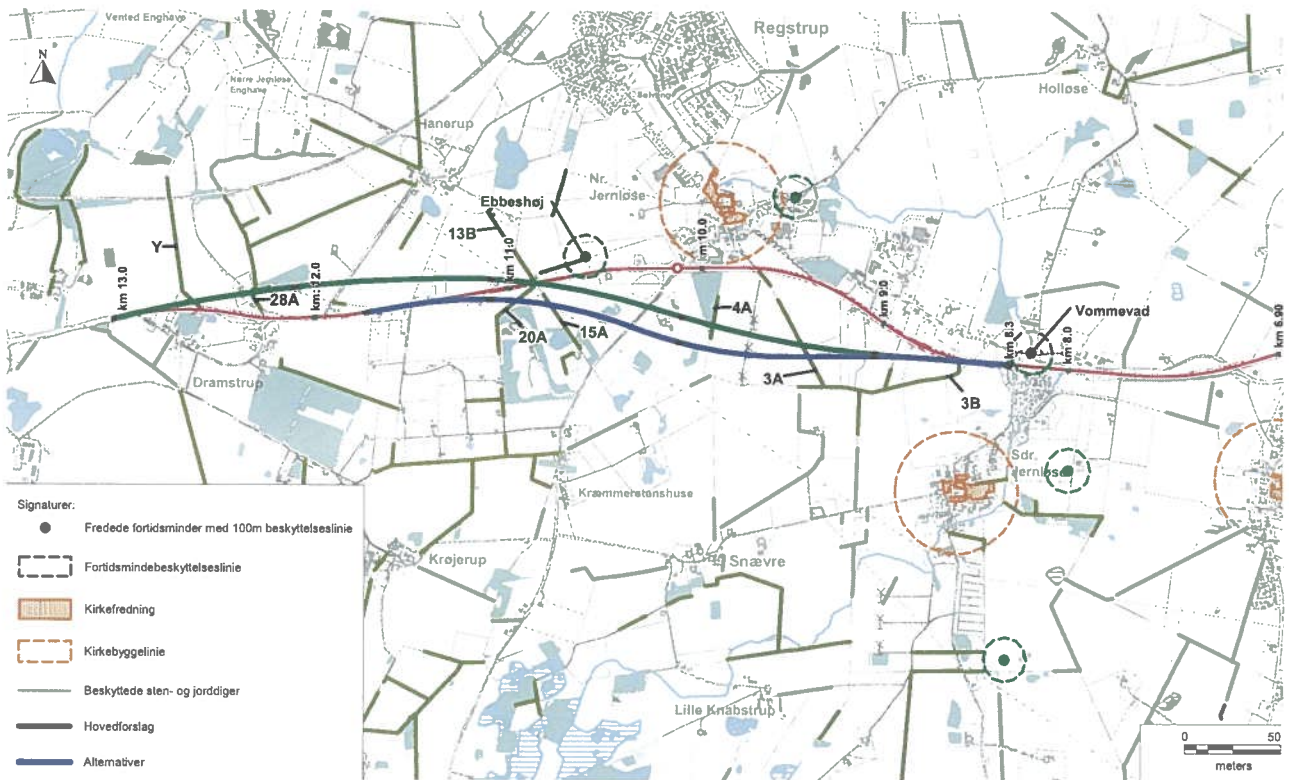 Vented Enghave
Regstrup
N
Nørre Jernløse
Enghave
Holløse
Hanerup
Nr.
Jernløse
Ebbeshøj
13B
Y
km 13.0
28A
km: 12.0
km 11:0
km 10.0
km 9:0
4A
20A
15A
Vommevad
km 8.3
km 8.0
km 6.90
3A
3B
Dramstrup
Sdr.
Jernløse
Kræmmerstenshuse
Krøjerup
Snævre
Lille Knabstrup
Signaturer:
Fredede fortidsminder med 100m beskyttelseslinie
Fortidsmindebeskyttelseslinie
Kirkefredning
Kirkebyggelinie
Beskyttede sten- og jorddiger
Hovedforslag
Alternativer
0 50
meters